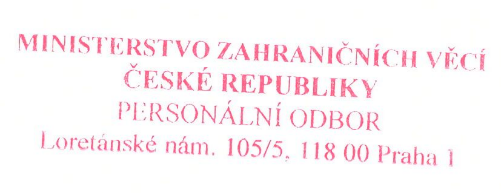 MINISTERSTVO ZAHRANIČNÍCH VĚCÍ
ČESKÉ REPUBLIKY
PERSONÁLNÍ ODBOR
Loretánské nám. 105/5, 118 00 Praha 1